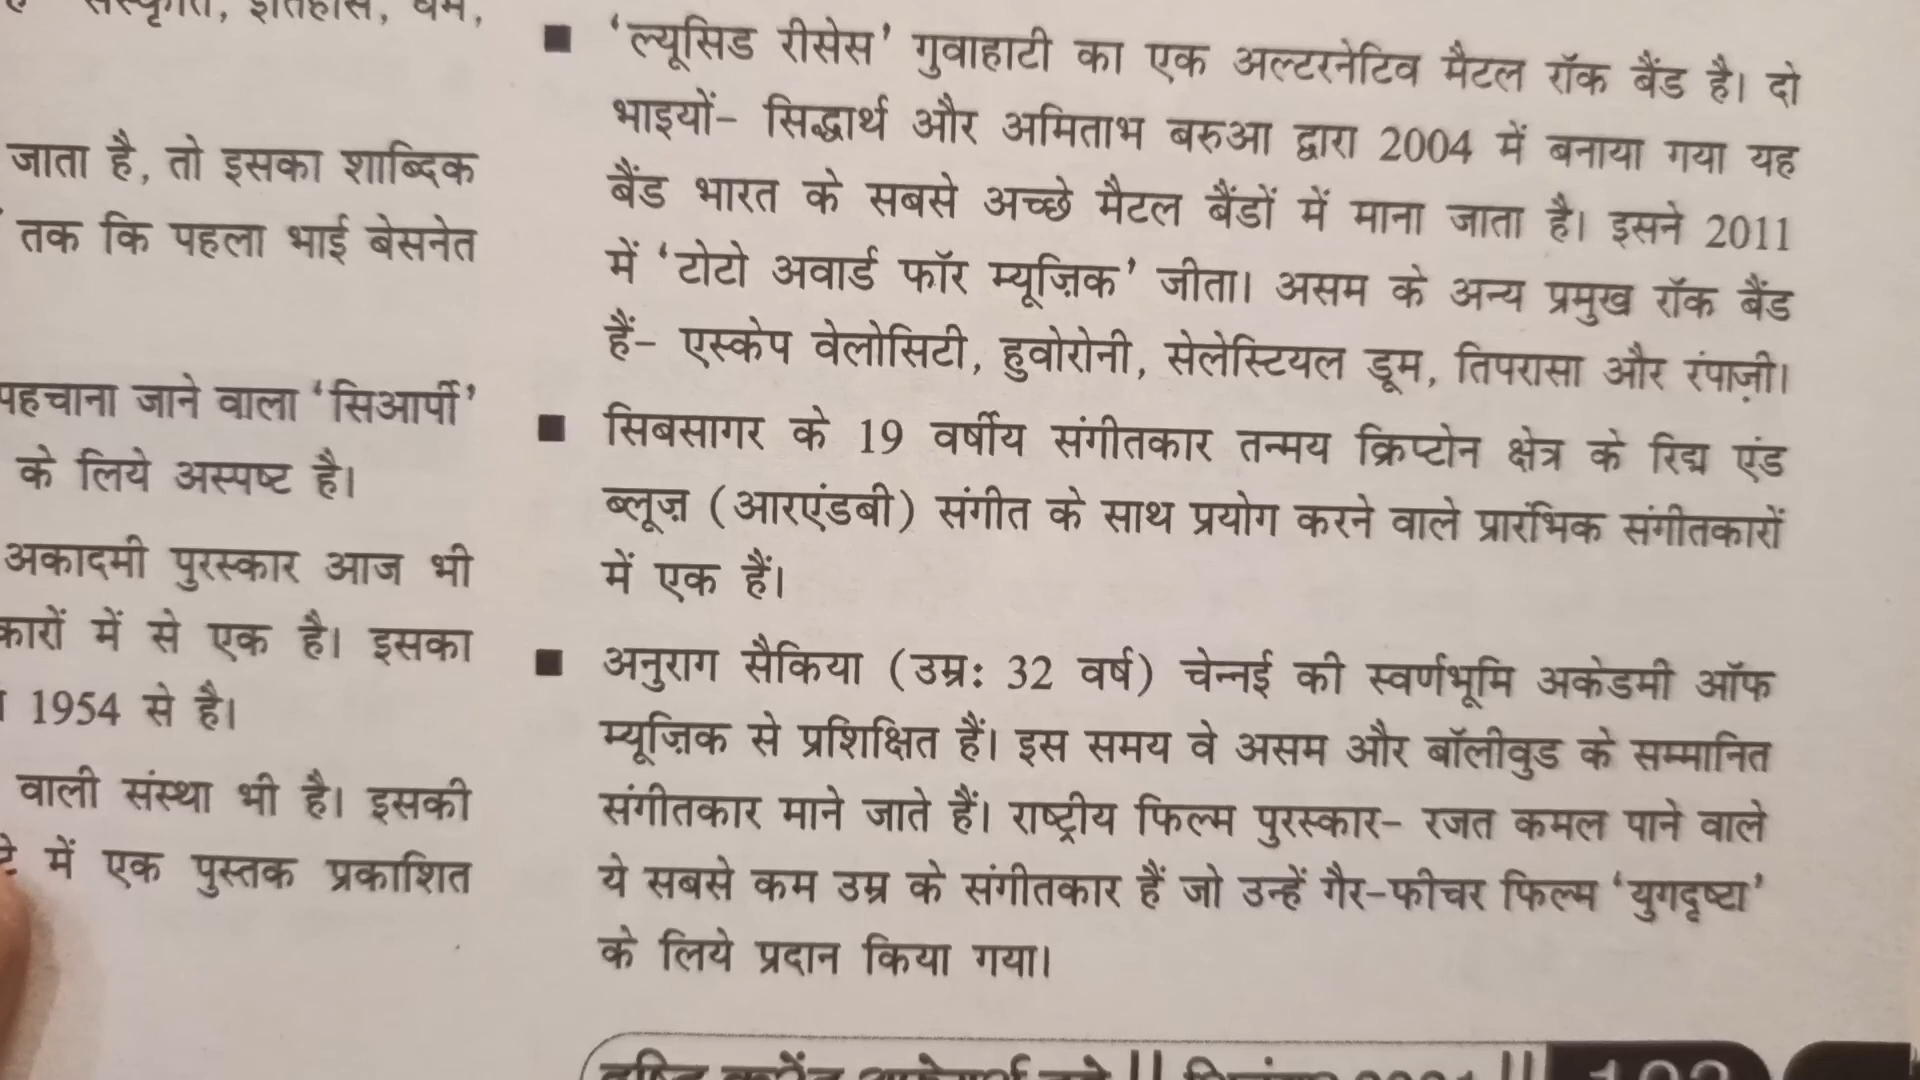 संस्कृति, इतिहास, धर्म,
जाता है, तो इसका शाब्दिक
तक कि पहला भाई बेसनेत
पहचाना जाने वाला ‘सिआर्पी’
के लिये अस्पष्ट है।
अकादमी पुरस्कार आज भी
कारों में से एक है। इसका
1954 से है।
वाली संस्था भी है। इसकी
में एक पुस्तक प्रकाशित
■ ‘ल्यूसिड रीसेस’ गुवाहाटी का एक अल्टरनेटिव मैटल रॉक बैंड है। दो
भाइयों– सिद्धार्थ और अमिताभ बरुआ द्वारा 2004 में बनाया गया यह
बैंड भारत के सबसे अच्छे मैटल बैंडों में माना जाता है। इसने 2011
में ‘टोटो अवार्ड फॉर म्यूज़िक’ जीता। असम के अन्य प्रमुख रॉक बैंड
हैं– एस्केप वेलोसिटी, हुवोरोनी, सेलेस्टियल डूम, तिपरासा और रंपाज़ी।
■ सिबसागर के 19 वर्षीय संगीतकार तन्मय क्रिप्टोन क्षेत्र के रिद्म एंड
ब्लूज़ (आरएंडबी) संगीत के साथ प्रयोग करने वाले प्रारंभिक संगीतकारों
में एक हैं।
■ अनुराग सैकिया (उम्र: 32 वर्ष) चेन्नई की स्वर्णभूमि अकेडमी ऑफ
म्यूज़िक से प्रशिक्षित हैं। इस समय वे असम और बॉलीवुड के सम्मानित
संगीतकार माने जाते हैं। राष्ट्रीय फिल्म पुरस्कार– रजत कमल पाने वाले
ये सबसे कम उम्र के संगीतकार हैं जो उन्हें गैर-फीचर फिल्म ‘युगदृष्टा’
के लिये प्रदान किया गया।